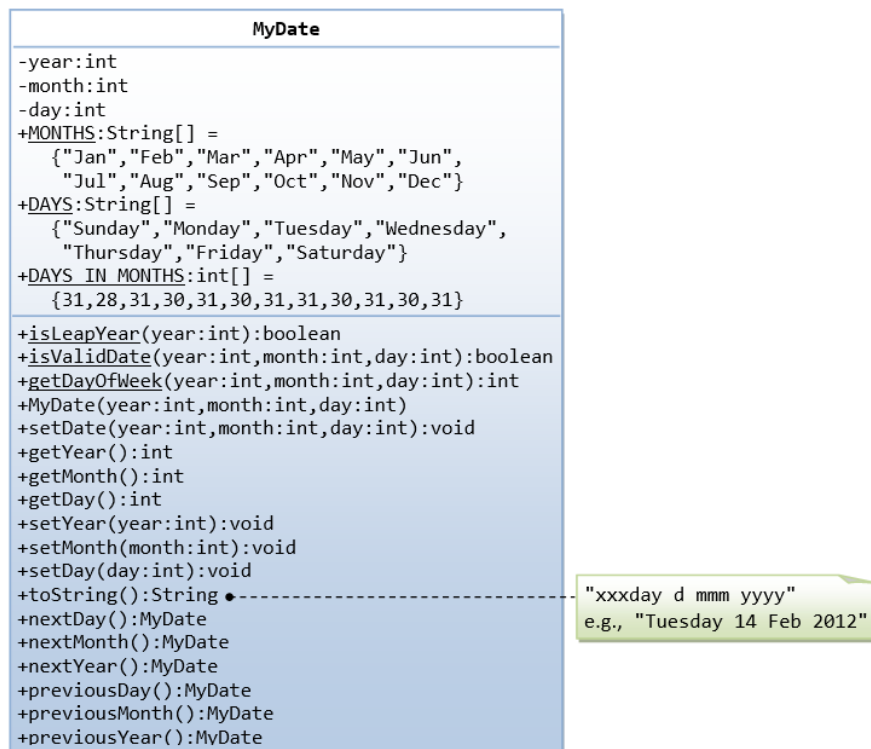 MyDate
-year:int
-month:int
-day:int
+MONTHS:String[] =
{"Jan","Feb","Mar","Apr","May","Jun",
"Jul","Aug","Sep","Oct","Nov","Dec"}
+DAYS:String[] =
{"Sunday","Monday","Tuesday","Wednesday",
"Thursday","Friday","Saturday"}
+DAYS_IN_MONTHS:int[] =
{31,28,31,30,31,30,31,31,30,31,30,31}
+isLeapYear(year:int):boolean
+isValidDate(year:int,month:int,day:int):boolean
+getDayOfWeek(year:int,month:int,day:int):int
+MyDate(year:int,month:int,day:int)
+setDate(year:int,month:int,day:int):void
+getYear():int
+getMonth():int
+getDay():int
+setYear(year:int):void
+setMonth(month:int):void
+setDay(day:int):void
+toString():String
"xxxday d mmm yyyy"
e.g., "Tuesday 14 Feb 2012"
+nextDay():MyDate
+nextMonth():MyDate
+nextYear():MyDate
+previousDay():MyDate
+previousMonth():MyDate
+previousYear():MyDate